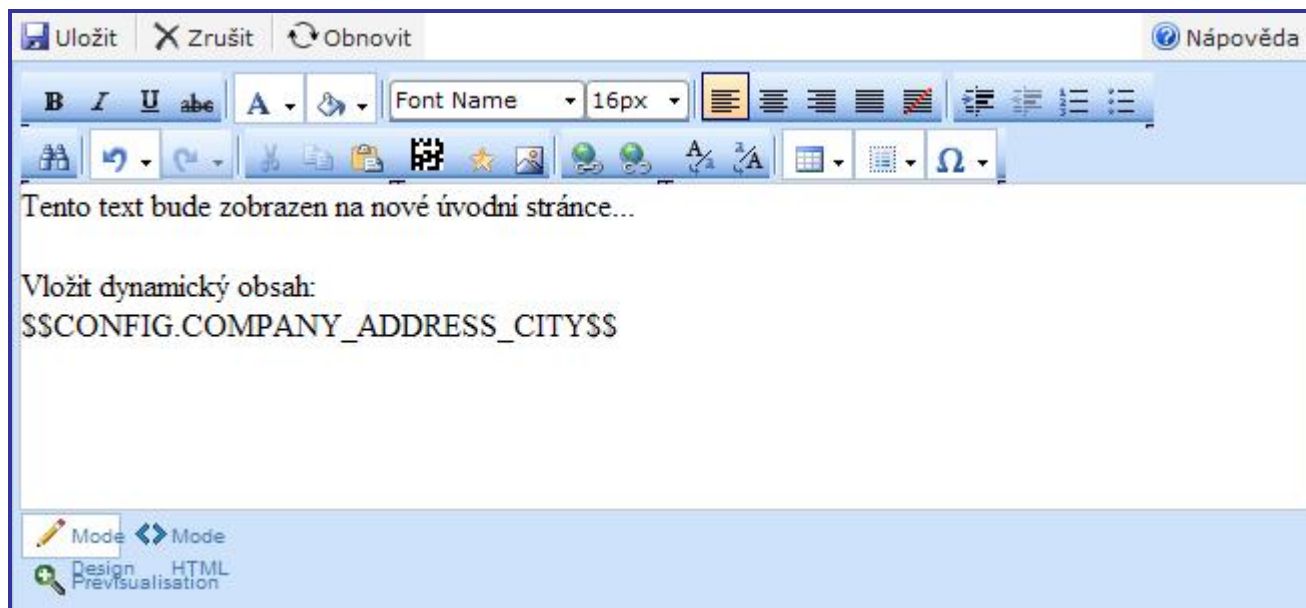 Uložit Zrušit Obnovit Nápověda
B I U abc A Font Name 16px
Ω
Tento text bude zobrazen na nové úvodní stránce...
Vložit dynamický obsah:
$$CONFIG.COMPANY_ADDRESS_CITY$$
Mode Mode
Design HTML
Prévisualisation